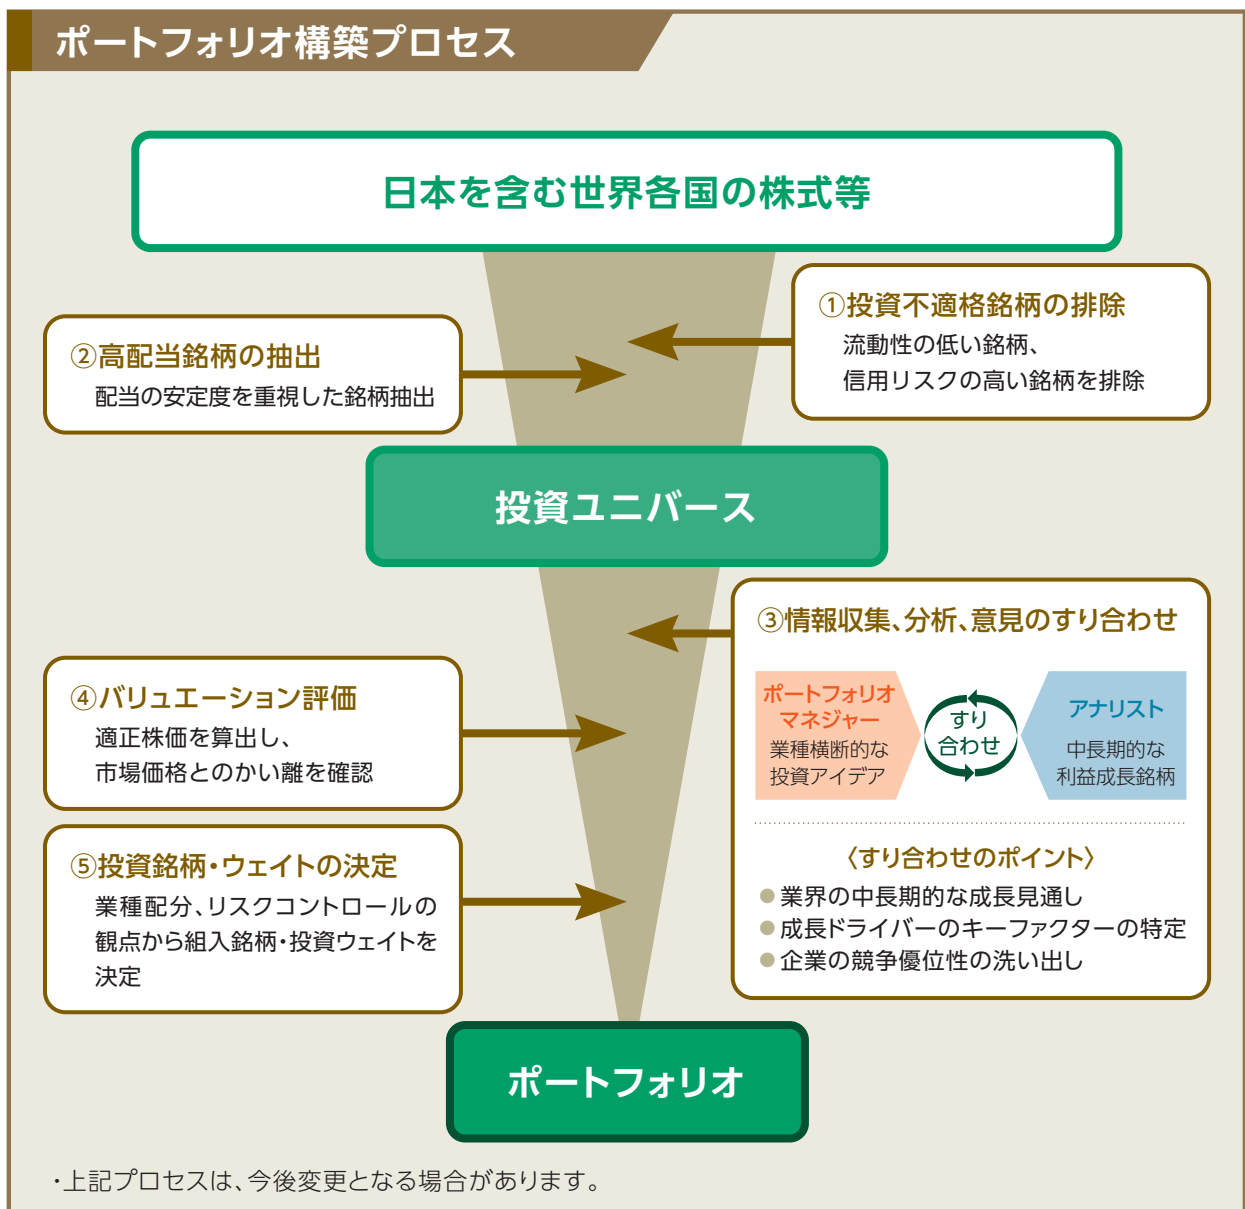 ポートフォリオ構築プロセス
日本を含む世界各国の株式等
①投資不適格銘柄の排除
流動性の低い銘柄、
信用リスクの高い銘柄を排除
②高配当銘柄の抽出
配当の安定度を重視した銘柄抽出
投資ユニバース
③情報収集、分析、意見のすり合わせ
ポートフォリオ
マネジャー
業種横断的な
投資アイデア
すり
合わせ
アナリスト
中長期的な
利益成長銘柄
〈すり合わせのポイント〉
●業界の中長期的な成長見通し
●成長ドライバーのキーファクターの特定
●企業の競争優位性の洗い出し
④バリュエーション評価
適正株価を算出し、
市場価格とのかい離を確認
⑤投資銘柄・ウェイトの決定
業種配分、リスクコントロールの
観点から組入銘柄・投資ウェイトを
決定
ポートフォリオ
・上記プロセスは、今後変更となる場合があります。